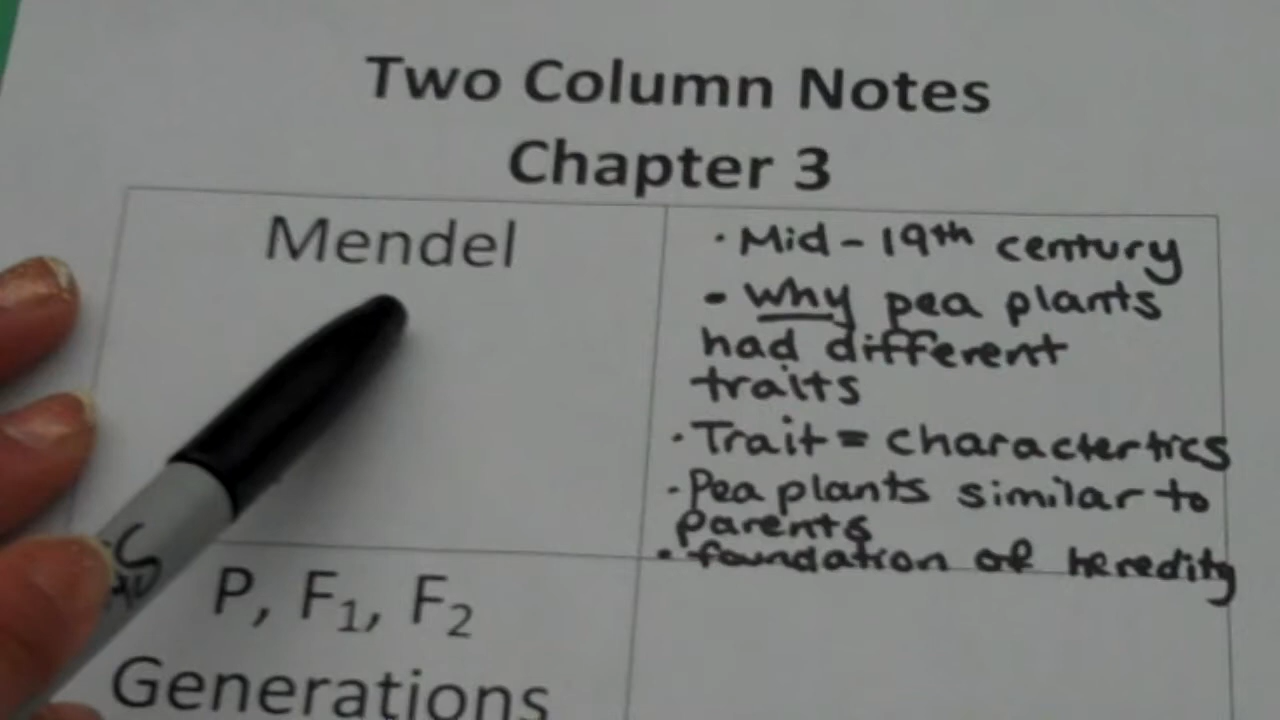 Two Column Notes
Chapter 3
Mendel
· Mid-19th century
- why pea plants
had different
traits
· Trait = charactertrics
· Pea plants similar to
parents
• foundation of heredity
P, F₁, F₂
Generations